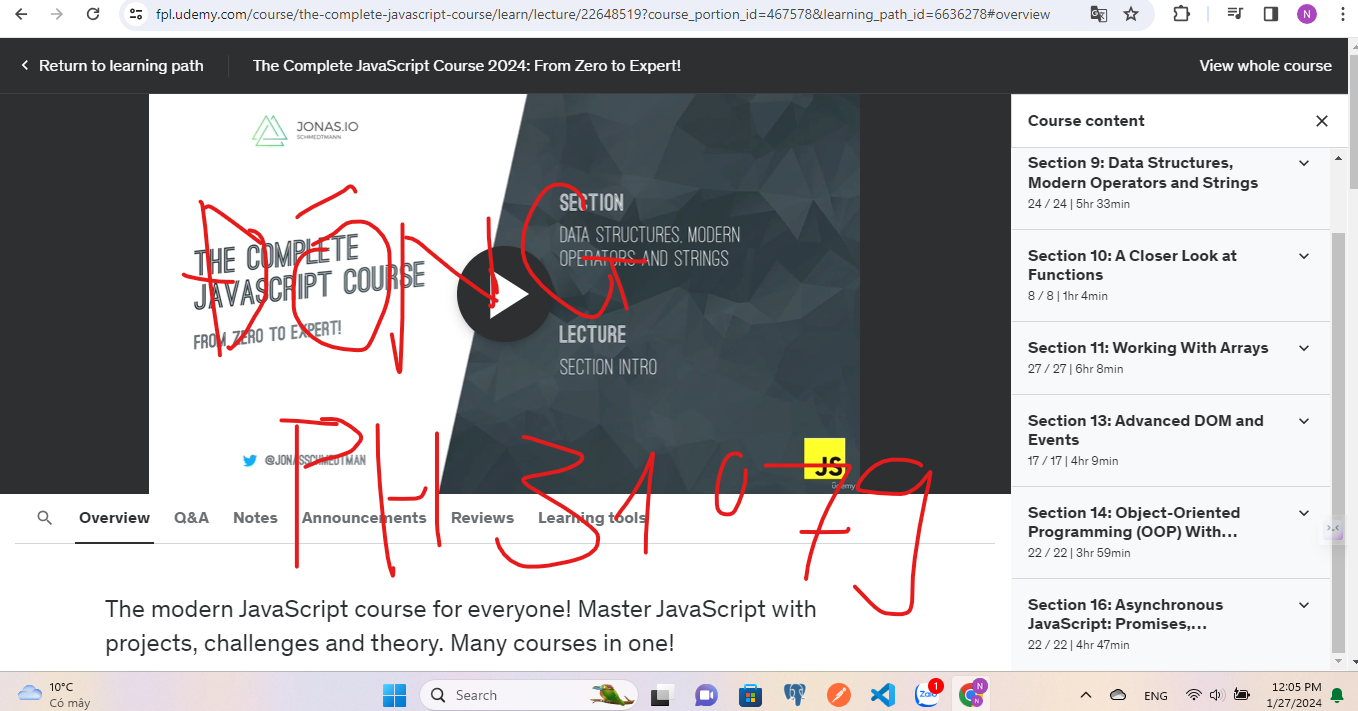 fpl.udemy.com/course/the-complete-javascript-course/learn/lecture/22648519?course_portion_id=467578&learning_path_id=6636278#overview
N
Return to learning path
The Complete JavaScript Course 2024: From Zero to Expert!
View whole course
JONAS.IO
SCHMEDTMANN
THE COMPLETE
JAVASCRIPT COURSE
FROM ZERO TO EXPERT!
@JONASSCHMEDTMAN
SECTION
DATA STRUCTURES, MODERN
OPERATORS AND STRINGS
LECTURE
SECTION INTRO
JS
ûdemy
ĐỐNG
PH 31079
Course content
Section 9: Data Structures,
Modern Operators and Strings
24 / 24 | 5hr 33min
Section 10: A Closer Look at
Functions
8 / 8 | 1hr 4min
Section 11: Working With Arrays
27 / 27 | 6hr 8min
Section 13: Advanced DOM and
Events
17 / 17 | 4hr 9min
Section 14: Object-Oriented
Programming (OOP) With...
22 / 22 | 3hr 59min
Section 16: Asynchronous
JavaScript: Promises,...
22 / 22 | 4hr 47min
Overview
Q&A
Notes
Announcements
Reviews
Learning tools
The modern JavaScript course for everyone! Master JavaScript with
projects, challenges and theory. Many courses in one!
10°C
Có mây
Search
Zalo
1
N
N
ENG
12:05 PM
1/27/2024